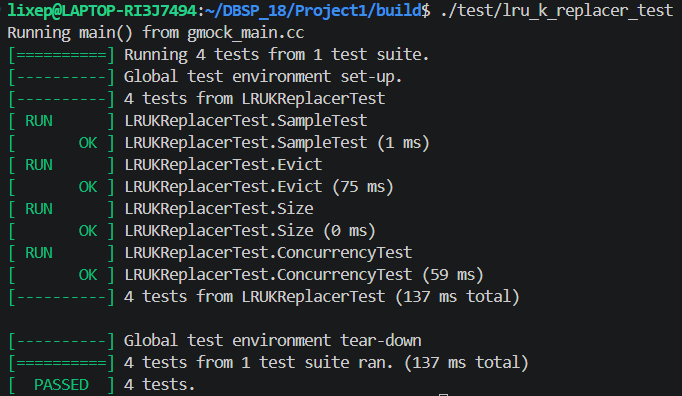 lixep@LAPTOP-RI3J7494:~/DBSP_18/Project1/build$ ./test/lru_k_replacer_test
Running main() from gmock_main.cc
[==========] Running 4 tests from 1 test suite.
[----------] Global test environment set-up.
[----------] 4 tests from LRUKReplacerTest
[ RUN      ] LRUKReplacerTest.SampleTest
[       OK ] LRUKReplacerTest.SampleTest (1 ms)
[ RUN      ] LRUKReplacerTest.Evict
[       OK ] LRUKReplacerTest.Evict (75 ms)
[ RUN      ] LRUKReplacerTest.Size
[       OK ] LRUKReplacerTest.Size (0 ms)
[ RUN      ] LRUKReplacerTest.ConcurrencyTest
[       OK ] LRUKReplacerTest.ConcurrencyTest (59 ms)
[----------] 4 tests from LRUKReplacerTest (137 ms total)

[----------] Global test environment tear-down
[==========] 4 tests from 1 test suite ran. (137 ms total)
[  PASSED  ] 4 tests.